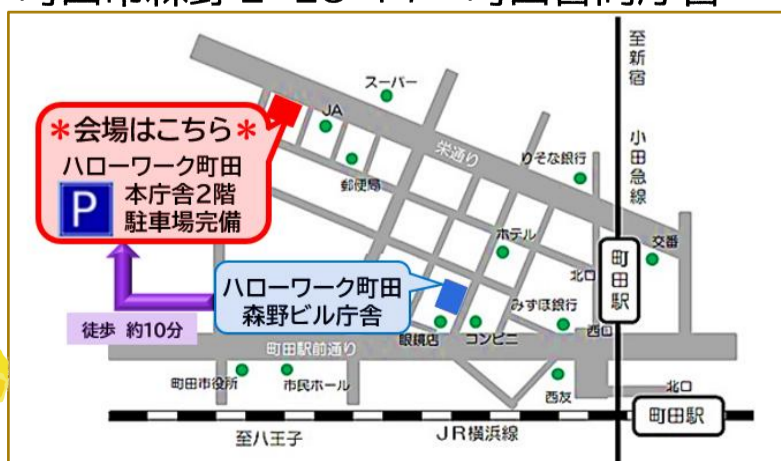 至新宿
小田急線
スーパー
JA
*会場はこちら*
ハローワーク町田
P
本庁舎2階
駐車場完備
栄通り
りそな銀行
郵便局
ホテル
交番
北口
町田駅
ハローワーク町田
森野ビル庁舎
みずほ銀行
徒歩 約10分
眼鏡店
コンビニ
西口
町田駅前通り
町田市役所
市民ホール
西友
北口
町田駅
至八王子
JR横浜線